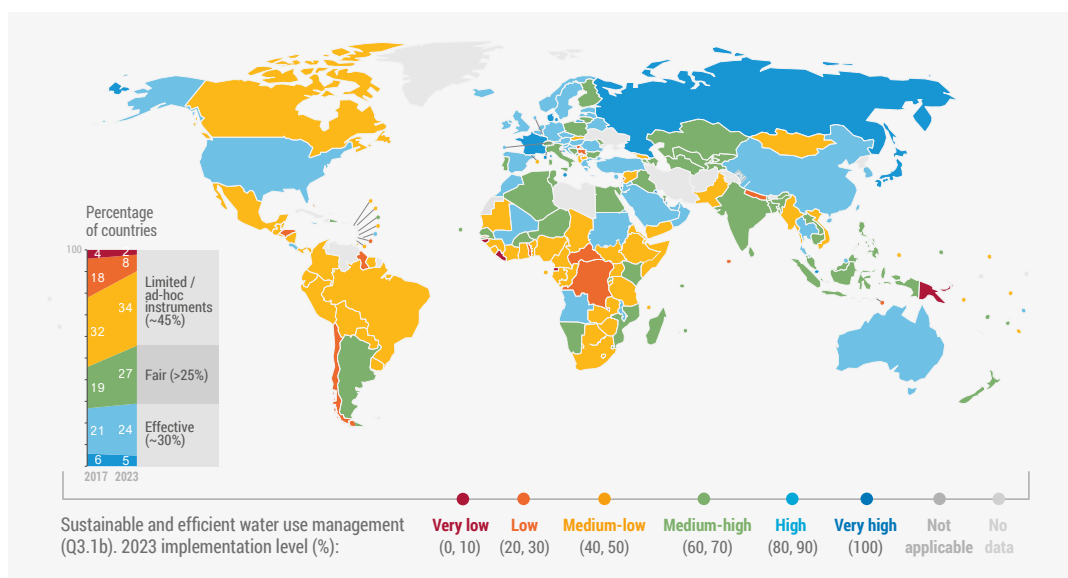 Percentage
of countries
100
4 2
18 8
32 34
19 27
21 24
6 5
2017 2023
Limited /
ad-hoc
instruments
(~45%)
Fair (>25%)
Effective
(~30%)
Sustainable and efficient water use management
(Q3.1b). 2023 implementation level (%):
Very low
(0, 10)
Low
(20, 30)
Medium-low
(40, 50)
Medium-high
(60, 70)
High
(80, 90)
Very high
(100)
Not
applicable
No
data